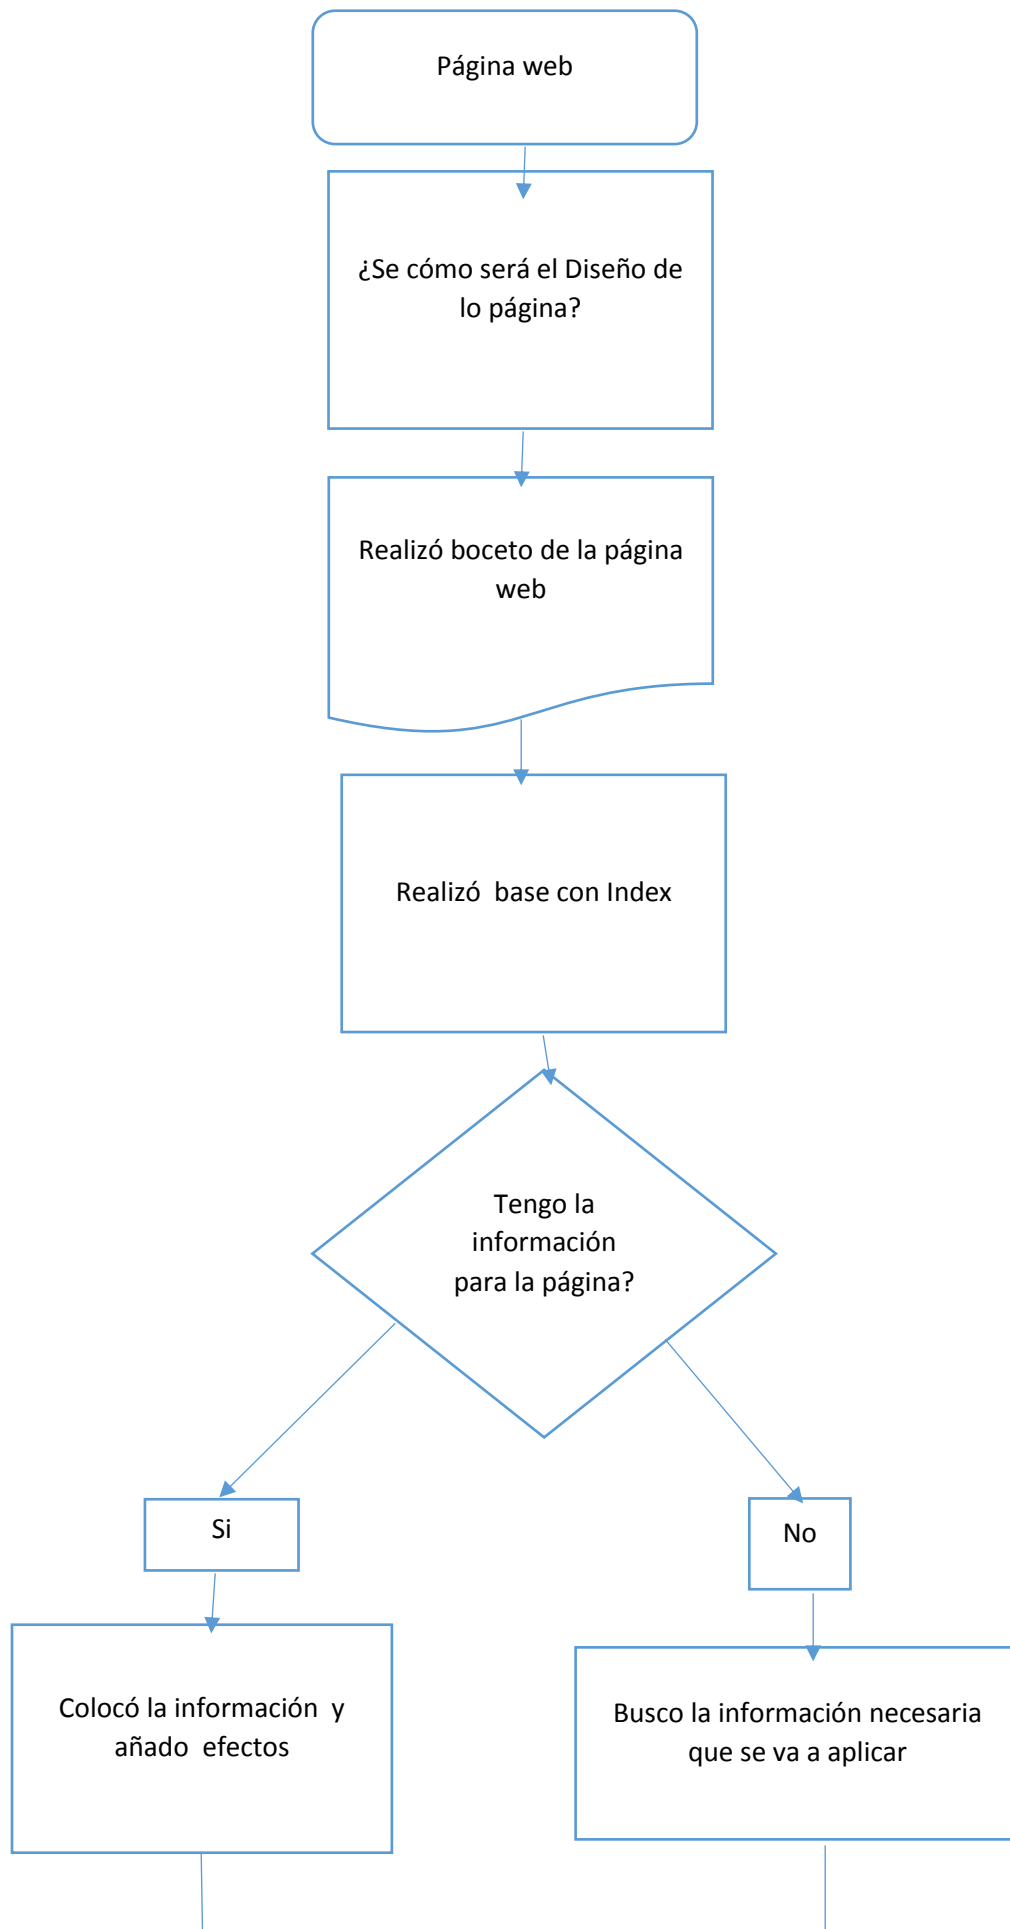 Página web
¿Se cómo será el Diseño de
lo página?
Realizó boceto de la página
web
Realizó  base con Index
Tengo la
información
para la página?
Si
No
Colocó la información  y
añado  efectos
Busco la información necesaria
que se va a aplicar